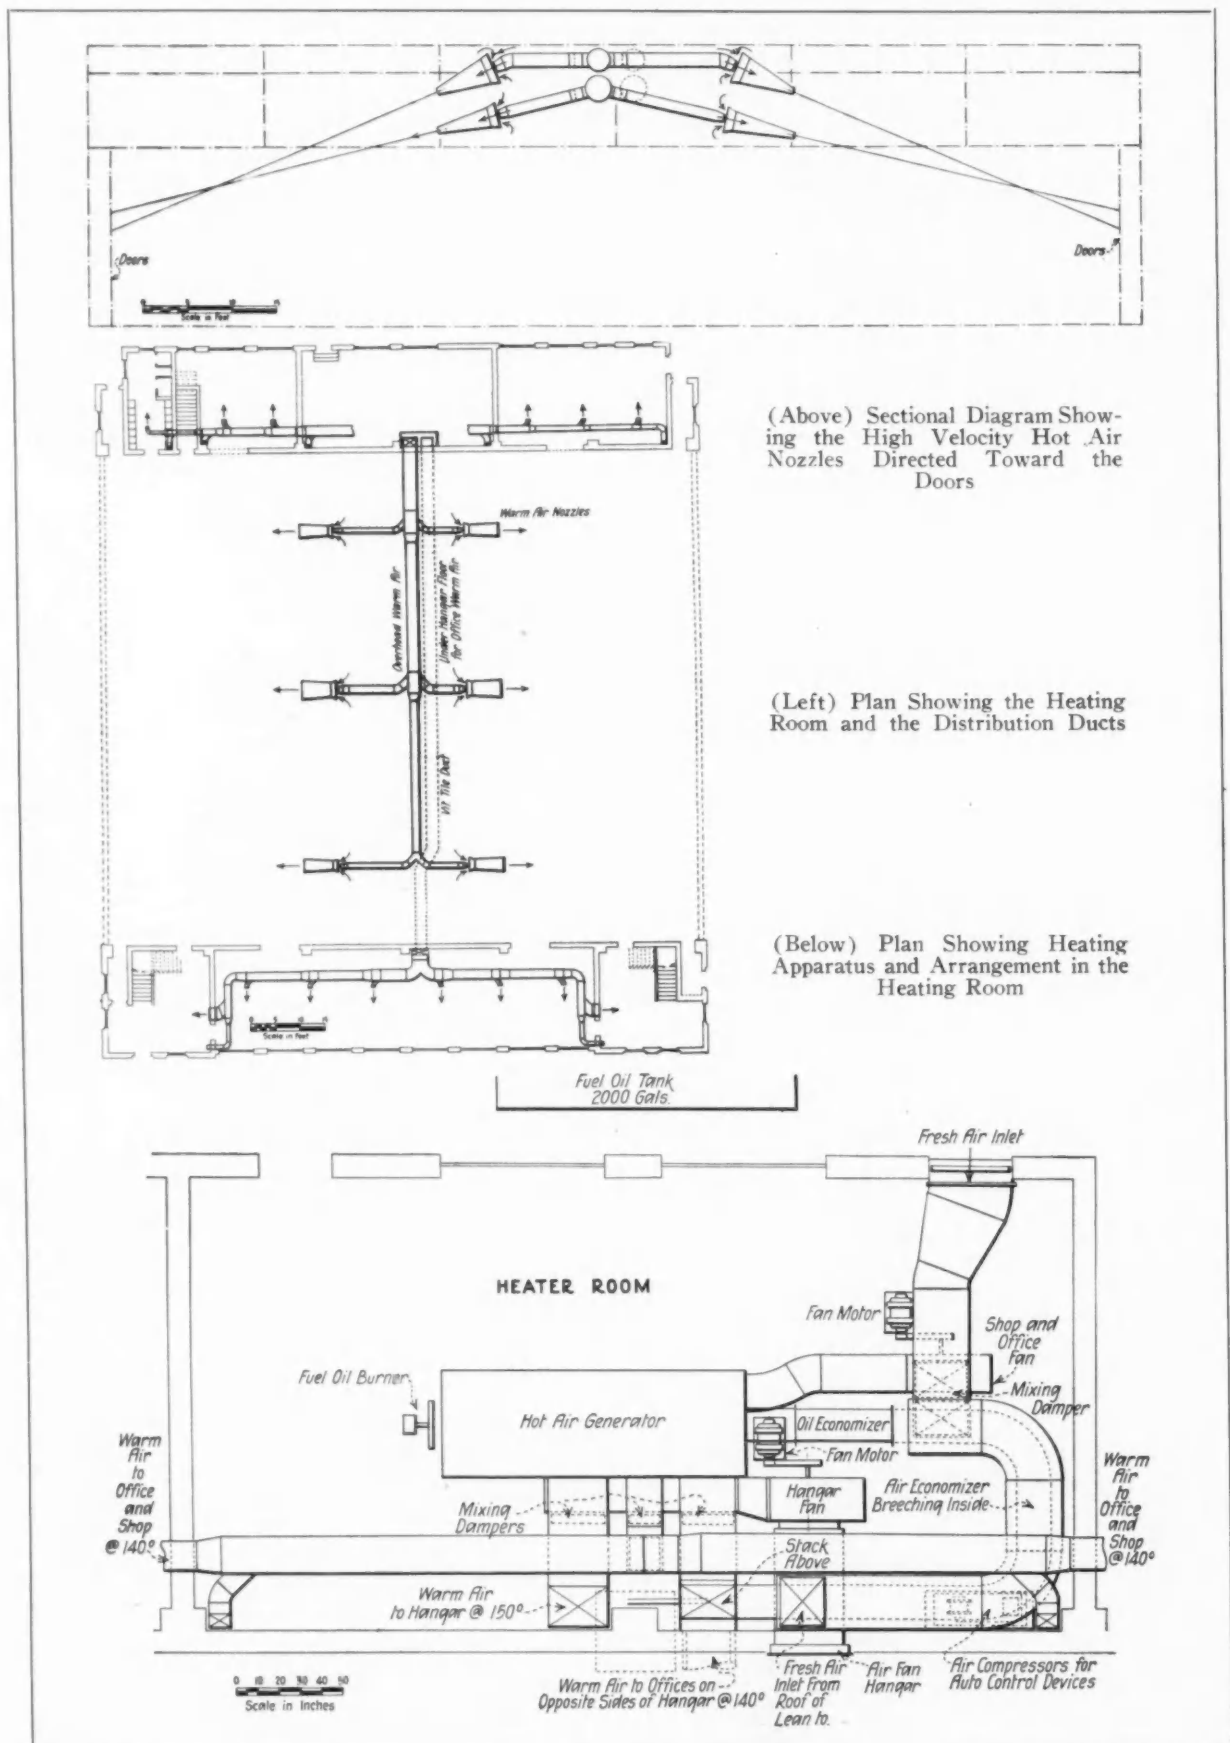 Doors
Doors
0 5 10 15
Scale in Feet
(Above) Sectional Diagram Show-
ing the High Velocity Hot Air
Nozzles Directed Toward the
Doors
Warm Air Nozzles
Overhead Warm Air
Under Hangar Floor
for Office Warm Air
Vit Tile Duct
(Left) Plan Showing the Heating
Room and the Distribution Ducts
(Below) Plan Showing Heating
Apparatus and Arrangement in the
Heating Room
0 5 10 15
Scale in Feet
Fuel Oil Tank
2000 Gals.
Fresh Air Inlet
HEATER ROOM
Fan Motor
Shop and
Office
Fan
Mixing
Damper
Fuel Oil Burner
Hot Air Generator
Oil Economizer
Fan Motor
Warm
Air
to
Office
and
Shop
@ 140°
Mixing
Dampers
Hangar
Fan
Air Economizer
Breeching Inside
Warm
Air
to
Office
and
Shop
@ 140°
Stack
Above
Warm Air
to Hangar @ 150°
Warm Air to Offices on
Opposite Sides of Hangar @ 140°
Fresh Air
Inlet From
Roof of
Lean to.
Air Fan
Hangar
Air Compressors for
Auto Control Devices
0 10 20 30 40 50
Scale in Inches